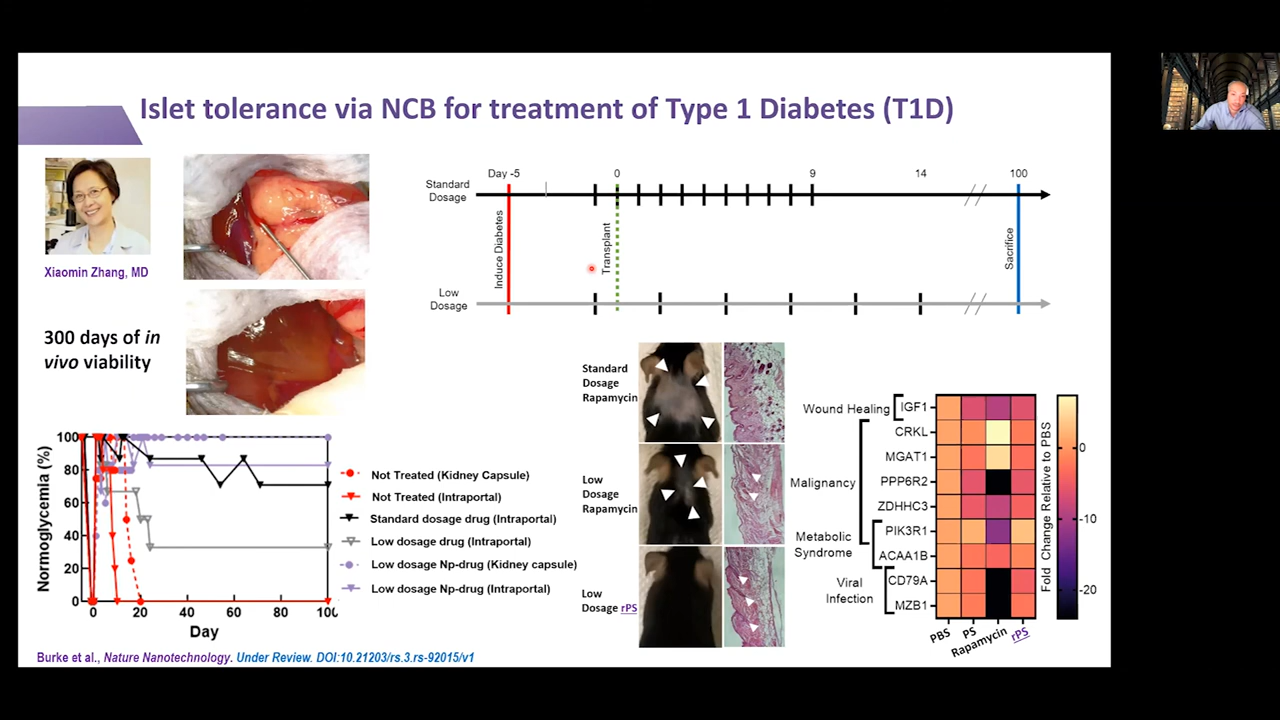 Islet tolerance via NCB for treatment of Type 1 Diabetes (T1D)
Xiaomin Zhang, MD
300 days of in
vivo viability
Day -5 0 9 14 100
Standard
Dosage
Induce Diabetes
Transplant
Sacrifice
Low
Dosage
Normoglycemia (%)
100
80
60
40
20
0
0 20 40 60 80 10
Day
Not Treated (Kidney Capsule)
Not Treated (Intraportal)
Standard dosage drug (Intraportal)
Low dosage drug (Intraportal)
Low dosage Np-drug (Kidney capsule)
Low dosage Np-drug (Intraportal)
Standard
Dosage
Rapamycin
Low
Dosage
Rapamycin
Low
Dosage rPS
Wound Healing
Malignancy
Metabolic
Syndrome
Viral
Infection
IGF1
CRKL
MGAT1
PPP6R2
ZDHHC3
PIK3R1
ACAA1B
CD79A
MZB1
PBS
PS
Rapamycin
rPS
Fold Change Relative to PBS
0
-10
-20
Burke et al., Nature Nanotechnology. Under Review. DOI:10.21203/rs.3.rs-92015/v1